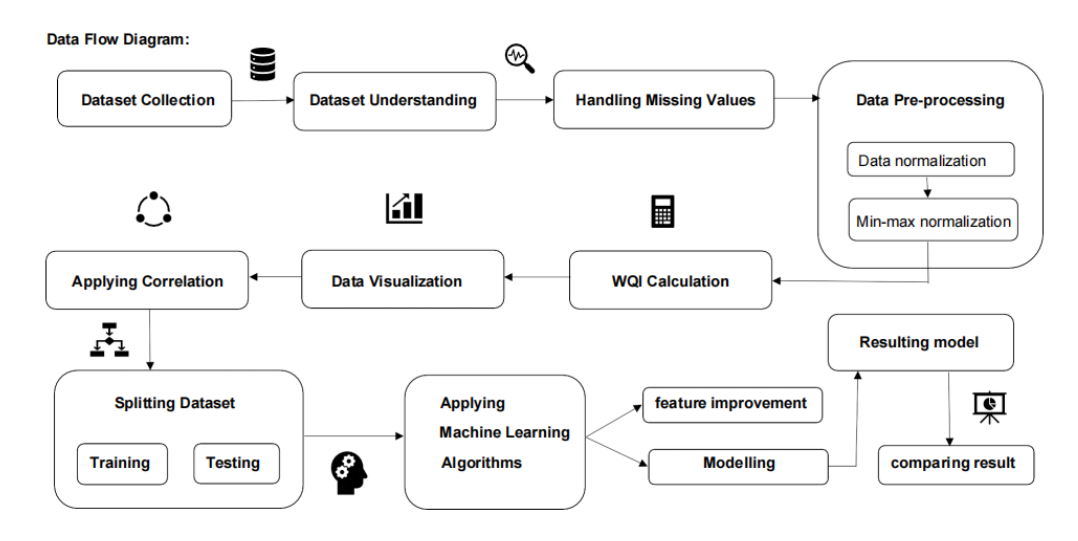 Data Flow Diagram:
Dataset Collection
Dataset Understanding
Handling Missing Values
Data Pre-processing
Data normalization
Min-max normalization
WQI Calculation
Data Visualization
Applying Correlation
Splitting Dataset
Training
Testing
Applying
Machine Learning
Algorithms
feature improvement
Modelling
Resulting model
comparing result